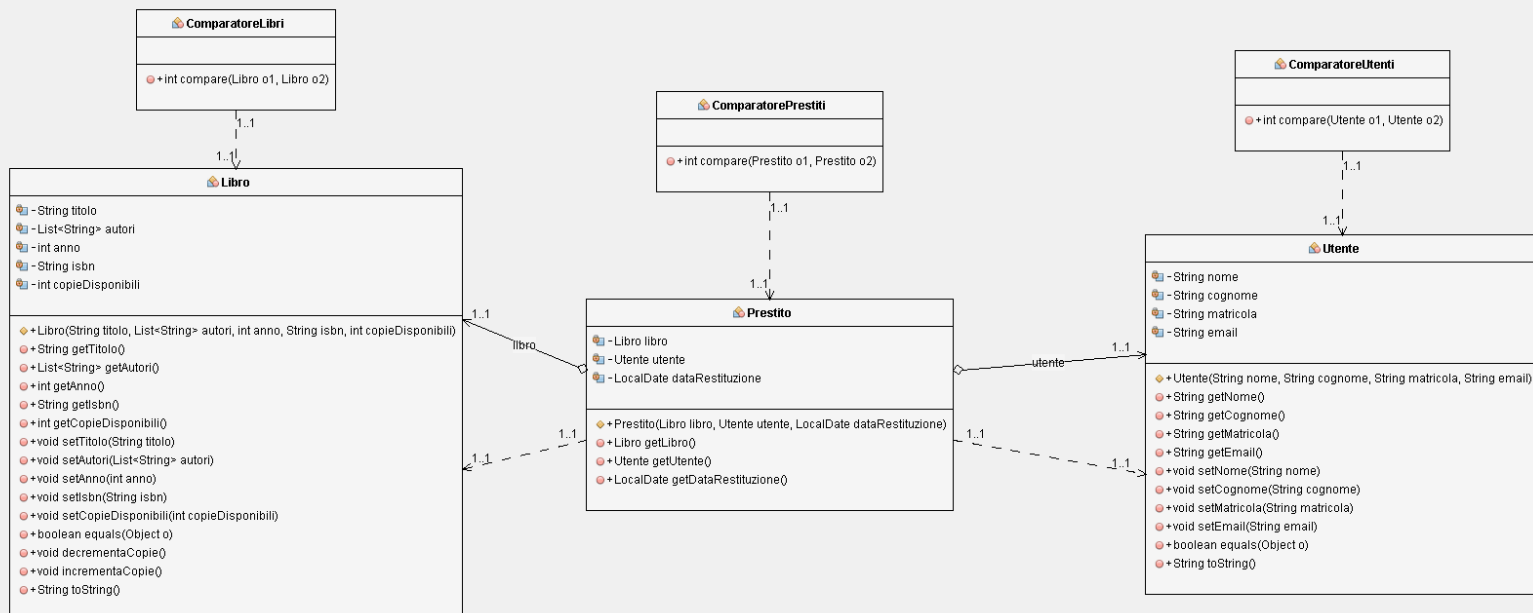 ComparatoreLibri
+int compare(Libro o1, Libro o2)
1..1
1..1
Libro
-String titolo
-List<String> autori
-int anno
-String isbn
-int copieDisponibili
+Libro(String titolo, List<String> autori, int anno, String isbn, int copieDisponibili)
+String getTitolo()
+List<String> getAutori()
+int getAnno()
+String getIsbn()
+int getCopieDisponibili()
+void setTitolo(String titolo)
+void setAutori(List<String> autori)
+void setAnno(int anno)
+void setIsbn(String isbn)
+void setCopieDisponibili(int copieDisponibili)
+boolean equals(Object o)
+void decrementaCopie()
+void incrementaCopie()
+String toString()
ComparatorePrestiti
+int compare(Prestito o1, Prestito o2)
1..1
1..1
1..1
libro
1..1
1..1
Prestito
-Libro libro
-Utente utente
-LocalDate dataRestituzione
+Prestito(Libro libro, Utente utente, LocalDate dataRestituzione)
+Libro getLibro()
+Utente getUtente()
+LocalDate getDataRestituzione()
1..1
utente
1..1
1..1
ComparatoreUtenti
+int compare(Utente o1, Utente o2)
1..1
1..1
Utente
-String nome
-String cognome
-String matricola
-String email
+Utente(String nome, String cognome, String matricola, String email)
+String getNome()
+String getCognome()
+String getMatricola()
+String getEmail()
+void setNome(String nome)
+void setCognome(String cognome)
+void setMatricola(String matricola)
+void setEmail(String email)
+boolean equals(Object o)
+String toString()